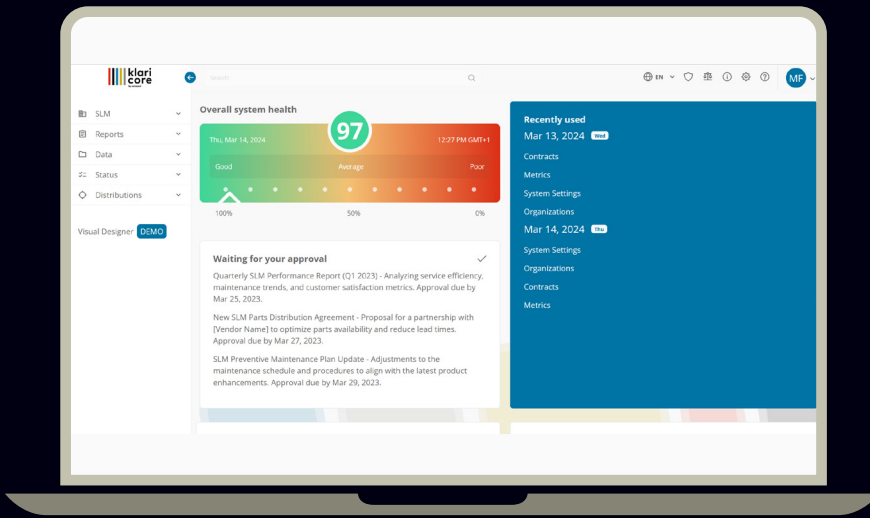 klari
core
Search
EN
MF
SLM
Reports
Data
Status
Distributions
Visual Designer DEMO
Overall system health
Thu, Mar 14, 2024
97
12:27 PM GMT+1
Good
Average
Poor
100%
50%
0%
Waiting for your approval
Quarterly SLM Performance Report (Q1 2023) - Analyzing service efficiency,
maintenance trends, and customer satisfaction metrics. Approval due by
Mar 25, 2023.
New SLM Parts Distribution Agreement - Proposal for a partnership with
[Vendor Name] to optimize parts availability and reduce lead times.
Approval due by Mar 27, 2023.
SLM Preventive Maintenance Plan Update - Adjustments to the
maintenance schedule and procedures to align with the latest product
enhancements. Approval due by Mar 29, 2023.
Recently used
Mar 13, 2024 Wed
Contracts
Metrics
System Settings
Organizations
Mar 14, 2024 Thu
System Settings
Organizations
Contracts
Metrics